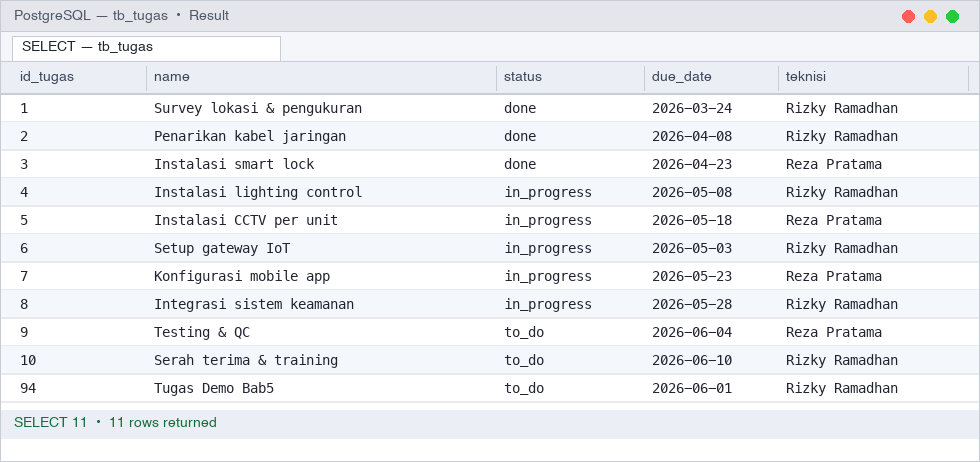 PostgreSQL — tb_tugas • Result
SELECT — tb_tugas
id_tugas name status due_date teknisi
1 Survey lokasi & pengukuran done 2026−03−24 Rizky Ramadhan
2 Penarikan kabel jaringan done 2026−04−08 Rizky Ramadhan
3 Instalasi smart lock done 2026−04−23 Reza Pratama
4 Instalasi lighting control in_progress 2026−05−08 Rizky Ramadhan
5 Instalasi CCTV per unit in_progress 2026−05−18 Reza Pratama
6 Setup gateway IoT in_progress 2026−05−03 Rizky Ramadhan
7 Konfigurasi mobile app in_progress 2026−05−23 Reza Pratama
8 Integrasi sistem keamanan in_progress 2026−05−28 Rizky Ramadhan
9 Testing & QC to_do 2026−06−04 Reza Pratama
10 Serah terima & training to_do 2026−06−10 Rizky Ramadhan
94 Tugas Demo Bab5 to_do 2026−06−01 Rizky Ramadhan
SELECT 11 • 11 rows returned